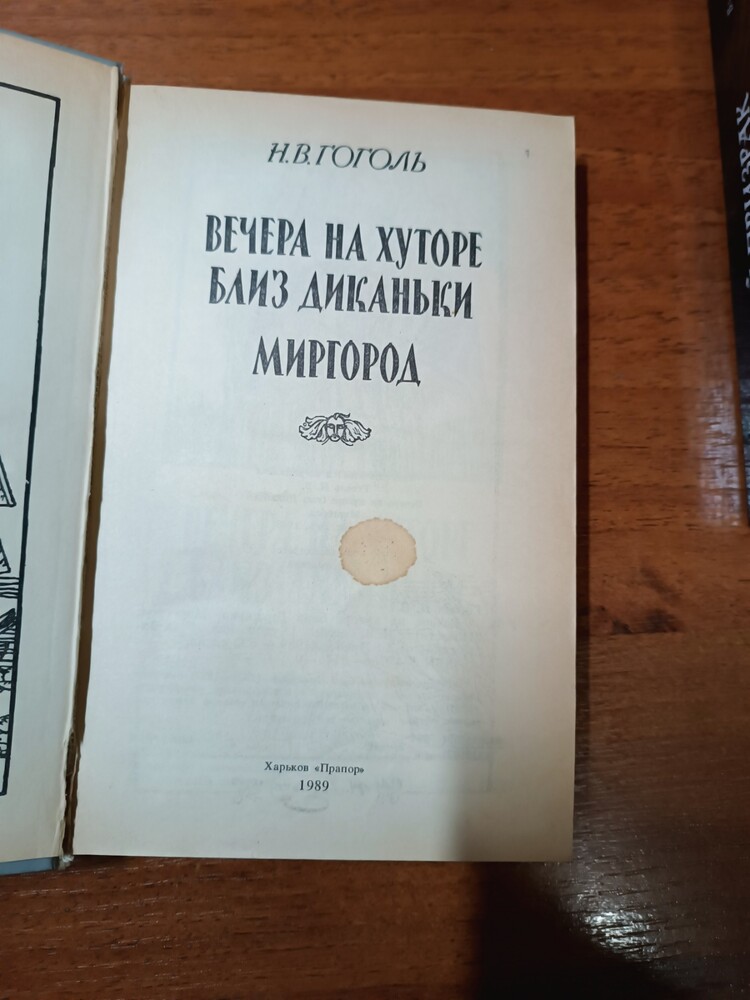 Н.В.ГОГОЛЬ
ВЕЧЕРА НА ХУТОРЕ
БЛИЗ ДИКАНЬКИ
МИРГОРОД
Харьков «Прапор»
1989